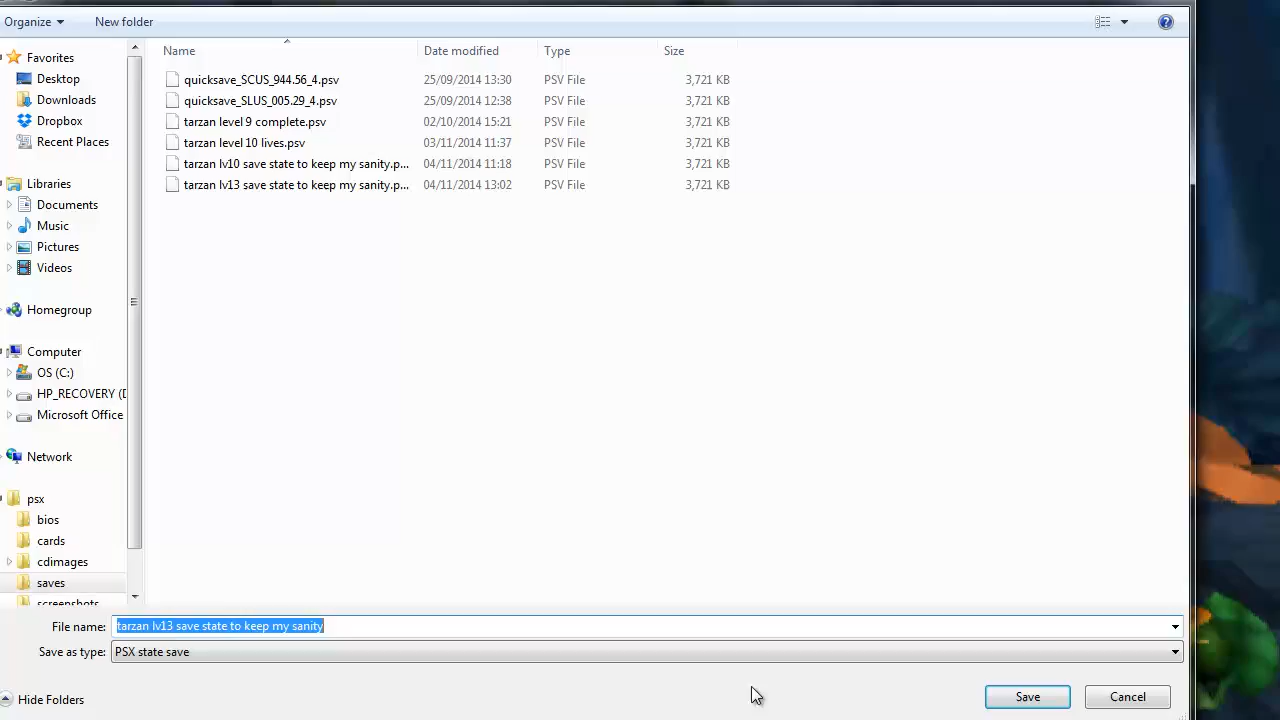 Organize New folder
Name Date modified Type Size
Favorites
Desktop
Downloads
Dropbox
Recent Places
Libraries
Documents
Music
Pictures
Videos
Homegroup
Computer
OS (C:)
HP_RECOVERY (D
Microsoft Office
Network
psx
bios
cards
cdimages
saves
screenshots
quicksave_SCUS_944.56_4.psv 25/09/2014 13:30 PSV File 3,721 KB
quicksave_SLUS_005.29_4.psv 25/09/2014 12:38 PSV File 3,721 KB
tarzan level 9 complete.psv 02/10/2014 15:21 PSV File 3,721 KB
tarzan level 10 lives.psv 03/11/2014 11:37 PSV File 3,721 KB
tarzan lv10 save state to keep my sanity.p... 04/11/2014 11:18 PSV File 3,721 KB
tarzan lv13 save state to keep my sanity.p... 04/11/2014 13:02 PSV File 3,721 KB
File name: tarzan lv13 save state to keep my sanity
Save as type: PSX state save
Hide Folders Save Cancel